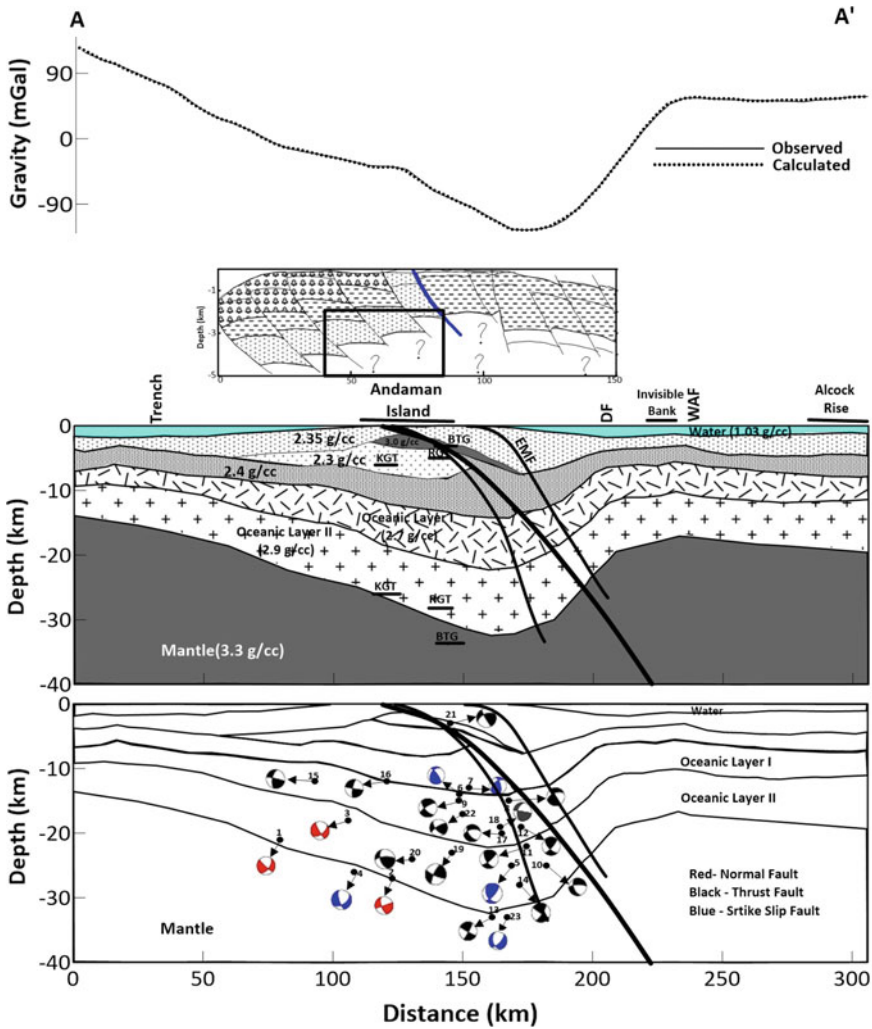 A
A'
Gravity (mGal)
90
0
-90
Observed
Calculated
Depth (km)
-1
-3
-5
?
?
?
?
?
0
50
100
150
Andaman
Island
Trench
DF
Invisible
Bank
WAF
Alcock
Rise
Depth (km)
0
-10
-20
-30
-40
Water (1.03 g/cc)
2.35 g/cc
3.0 g/cc
BTG
EMF
2.3 g/cc
KGT
2.4 g/cc
Oceanic Layer I
(2.7 g/cc)
Oceanic Layer II
(2.9 g/cc)
KGT
RGT
BTG
Mantle(3.3 g/cc)
Depth (km)
0
-10
-20
-30
-40
Water
21
Oceanic Layer I
Oceanic Layer II
15
16
7
6
9
3
22
18
12
1
17
11
19
20
5
10
4
2
14
13
23
Red- Normal Fault
Black - Thrust Fault
Blue - Srtike Slip Fault
Mantle
0
50
100
150
200
250
300
Distance (km)